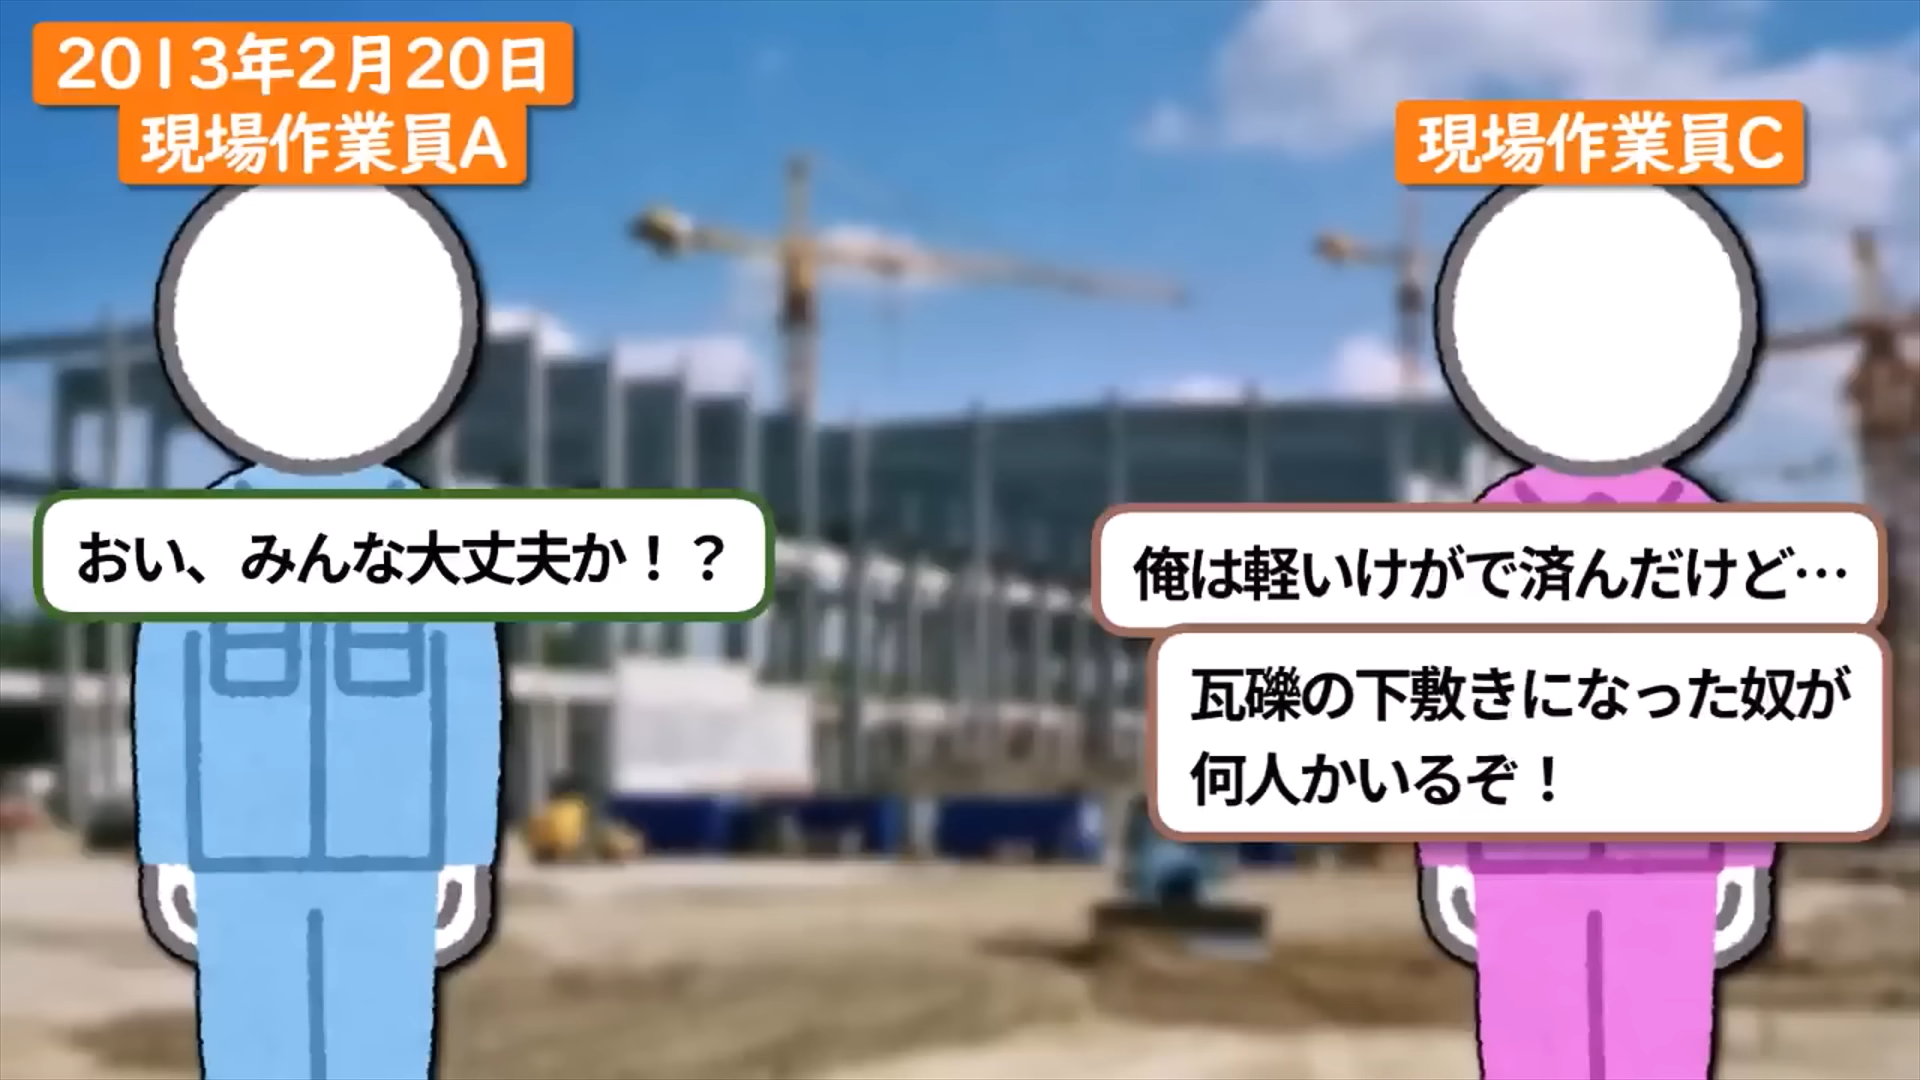 2013年2月20日
現場作業員A
現場作業員C
おい、みんな大丈夫か！？
俺は軽いけがで済んだけど…
瓦礫の下敷きになった奴が
何人かいるぞ！